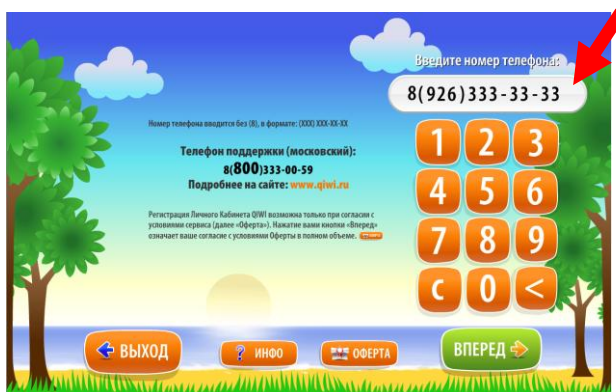 Введите номер телефона:
8(926)333-33-33
Номер телефона вводится без (8), в формате: (XXX) XXX-XX-XX
Телефон поддержки (московский):
8(800)333-00-59
Подробнее на сайте: www.qiwi.ru
Регистрация Личного Кабинета QIWI возможна только при согласии с
условиями сервиса (далее «Оферта»). Нажатие вами кнопки «Вперед»
означает ваше согласие с условиями Оферты в полном объеме.
1 2 3
4 5 6
7 8 9
C 0 <
ВЫХОД
? ИНФО
ОФЕРТА
ВПЕРЕД